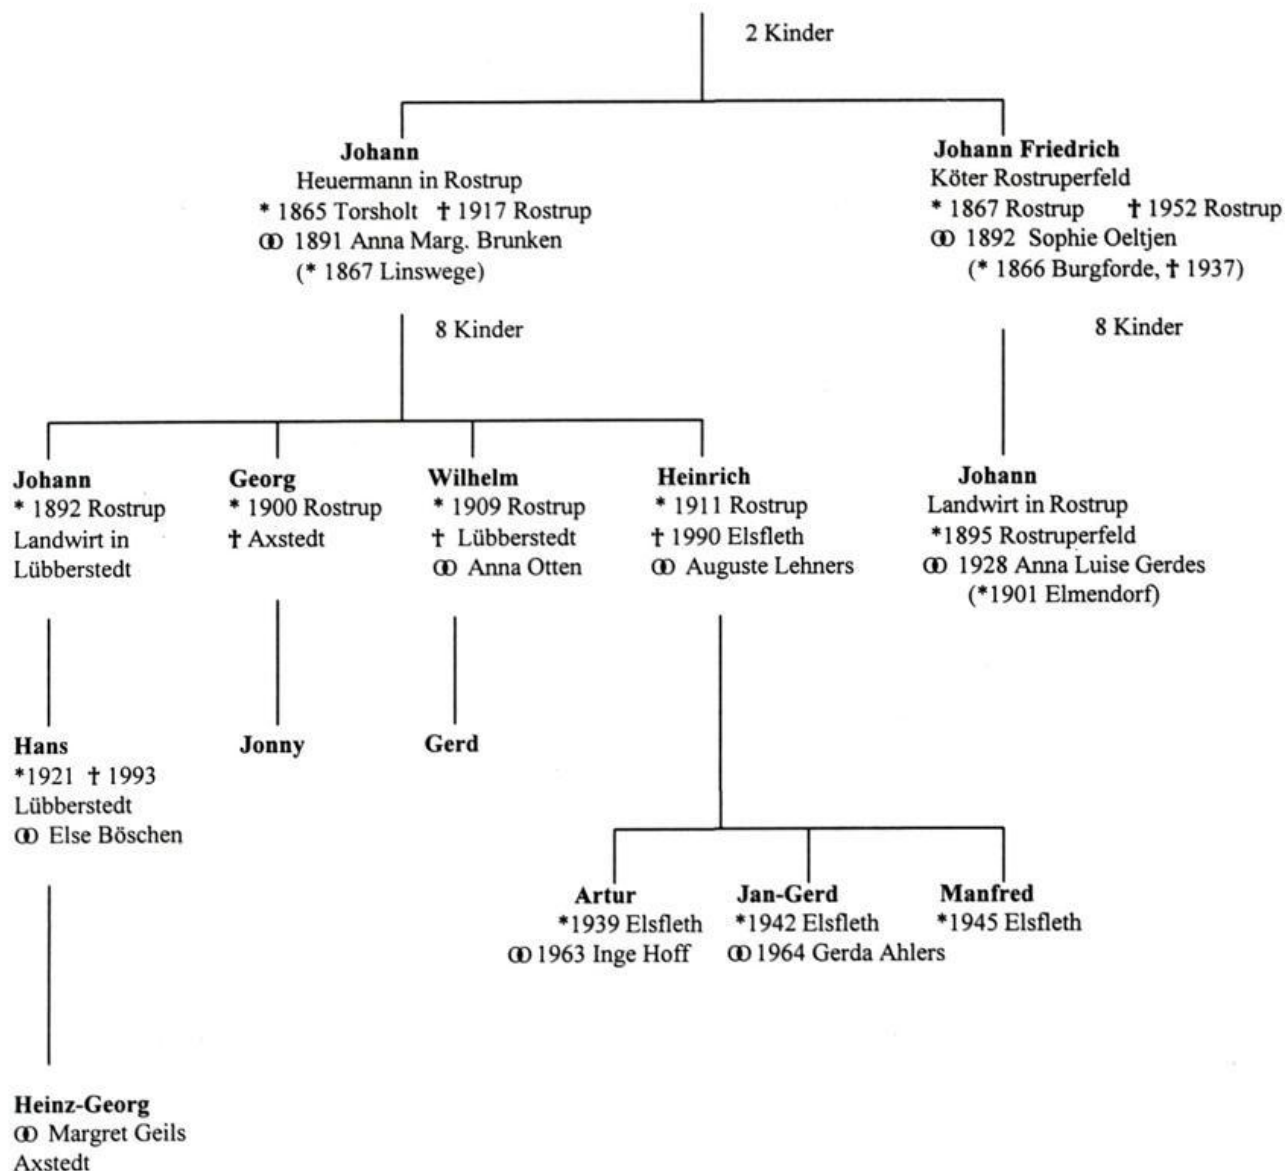 2 Kinder
Johann
Heuermann in Rostrup
* 1865 Torsholt † 1917 Rostrup
⚭ 1891 Anna Marg. Brunken
(* 1867 Linswege)
Johann Friedrich
Köter Rostruperfeld
* 1867 Rostrup † 1952 Rostrup
⚭ 1892 Sophie Oeltjen
(* 1866 Burgforde, † 1937)
8 Kinder
8 Kinder
Johann
* 1892 Rostrup
Landwirt in
Lübberstedt
Georg
* 1900 Rostrup
† Axstedt
Wilhelm
* 1909 Rostrup
† Lübberstedt
⚭ Anna Otten
Heinrich
* 1911 Rostrup
† 1990 Elsfleth
⚭ Auguste Lehners
Johann
Landwirt in Rostrup
*1895 Rostruperfeld
⚭ 1928 Anna Luise Gerdes
(*1901 Elmendorf)
Hans
*1921 † 1993
Lübberstedt
⚭ Else Böschen
Jonny
Gerd
Artur
*1939 Elsfleth
⚭ 1963 Inge Hoff
Jan-Gerd
*1942 Elsfleth
⚭ 1964 Gerda Ahlers
Manfred
*1945 Elsfleth
Heinz-Georg
⚭ Margret Geils
Axstedt